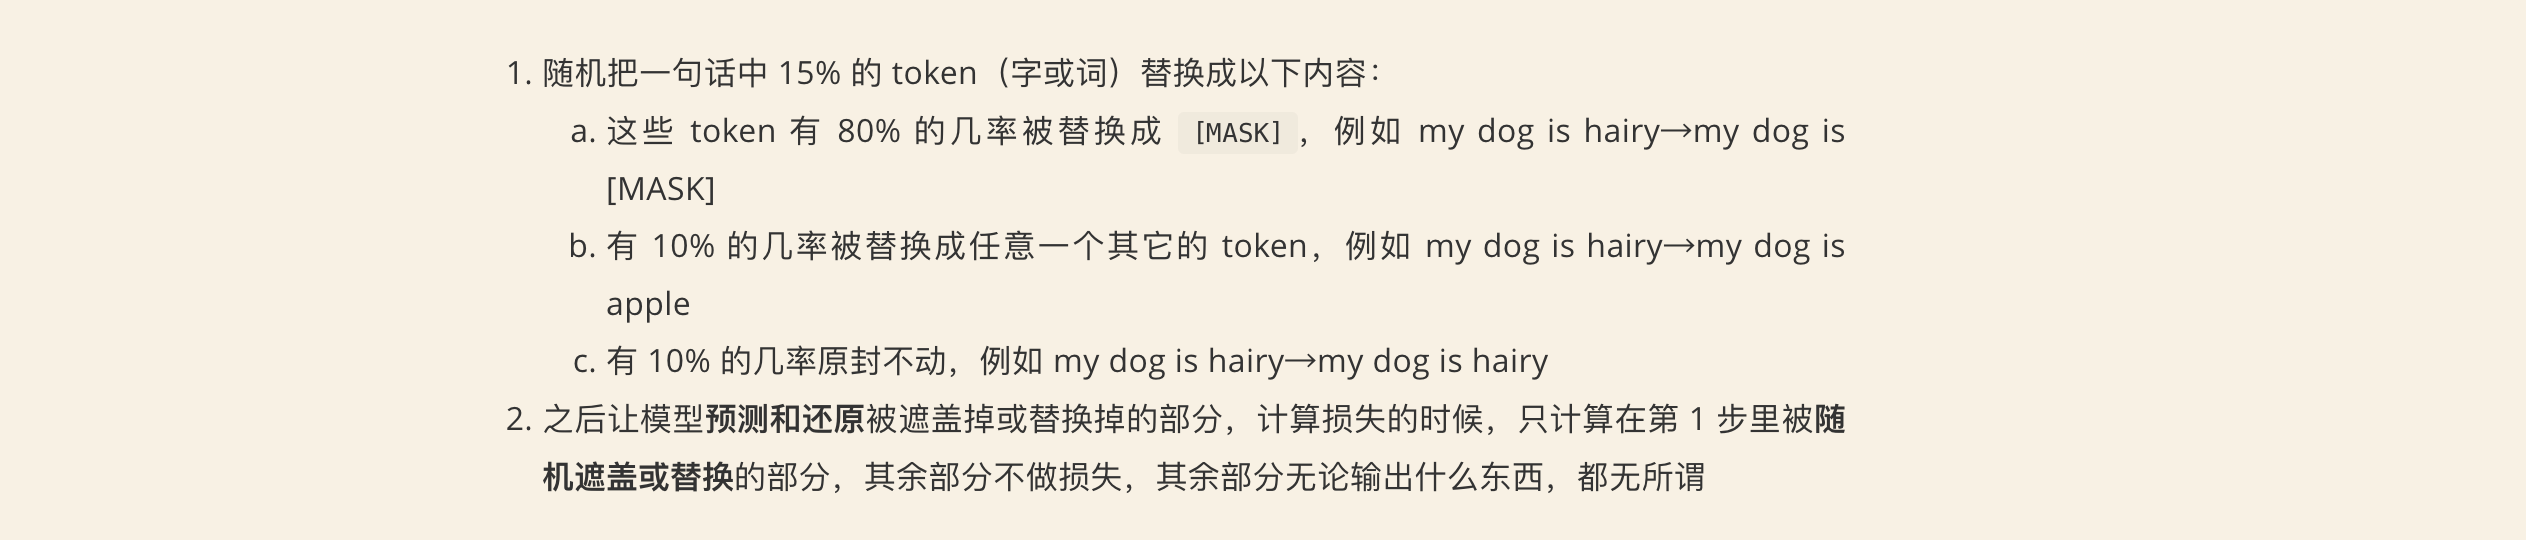 1. 随机把一句话中 15% 的 token（字或词）替换成以下内容：
a. 这些 token 有 80% 的几率被替换成 [MASK]，例如 my dog is hairy→my dog is
[MASK]
b. 有 10% 的几率被替换成任意一个其它的 token，例如 my dog is hairy→my dog is
apple
c. 有 10% 的几率原封不动，例如 my dog is hairy→my dog is hairy
2. 之后让模型预测和还原被遮盖掉或替换掉的部分，计算损失的时候，只计算在第 1 步里被随
机遮盖或替换的部分，其余部分不做损失，其余部分无论输出什么东西，都无所谓